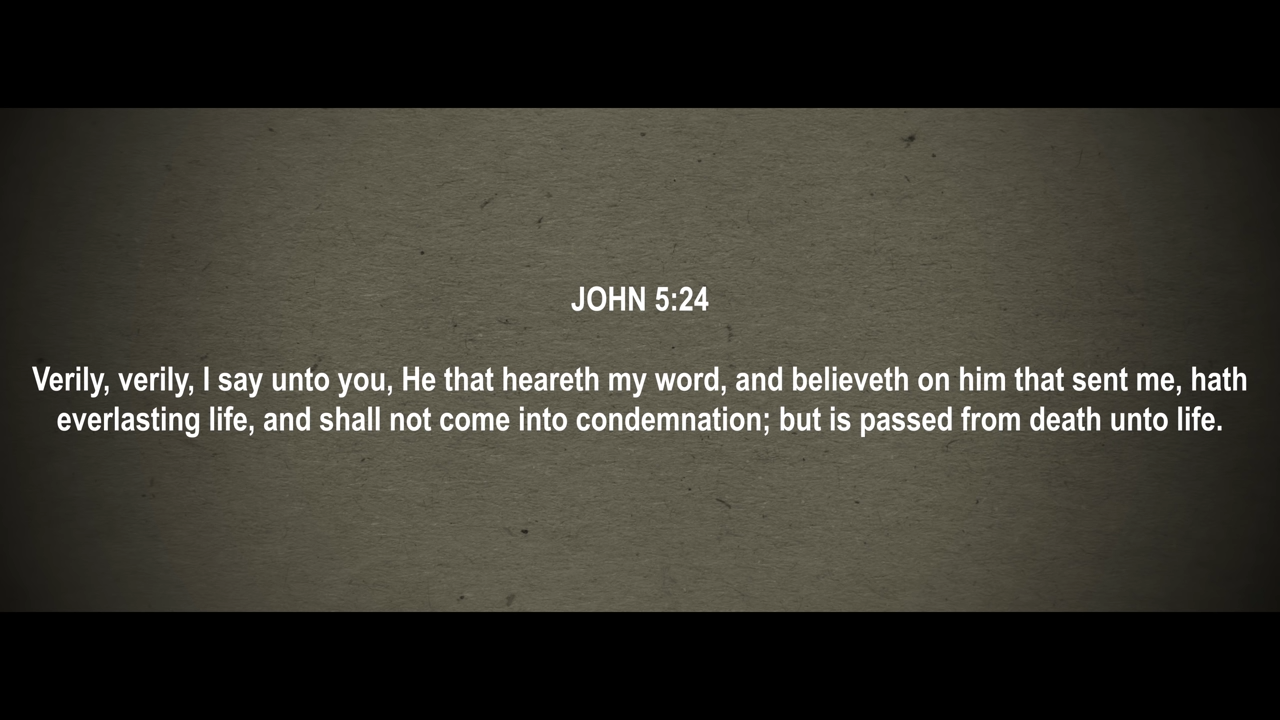 JOHN 5:24
Verily, verily, I say unto you, He that heareth my word, and believeth on him that sent me, hath
everlasting life, and shall not come into condemnation; but is passed from death unto life.